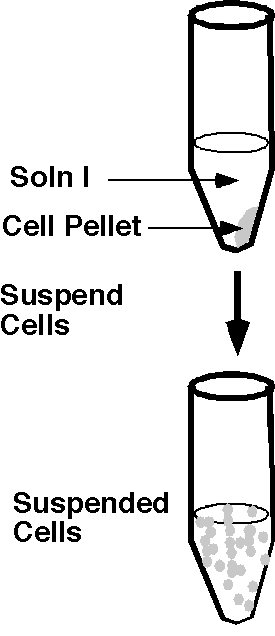 Soln I
Cell Pellet
Suspend
Cells
Suspended
Cells